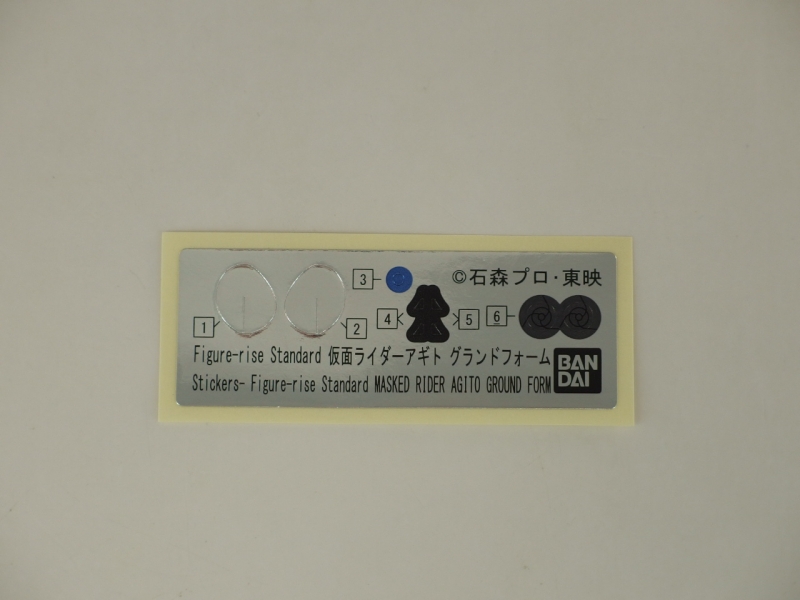 3
©石森プロ・東映
1
2
4
5
6
Figure-rise Standard 仮面ライダーアギト グランドフォーム
Stickers- Figure-rise Standard MASKED RIDER AGITO GROUND FORM
BAN
DAI